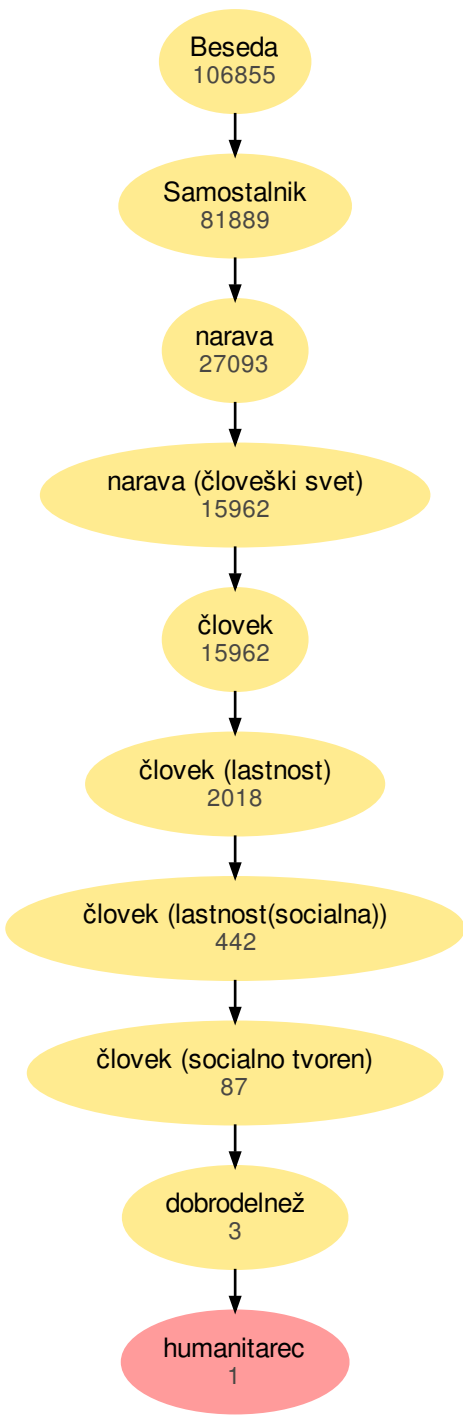 Beseda
106855
Samostalnik
81889
narava
27093
narava (človeški svet)
15962
človek
15962
človek (lastnost)
2018
človek (lastnost(socialna))
442
človek (socialno tvoren)
87
dobrodelnež
3
humanitarec
1